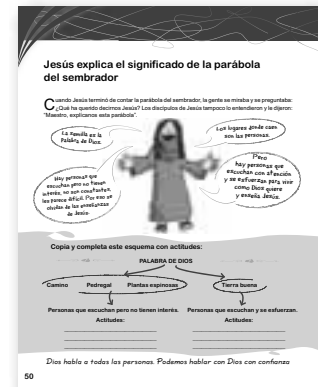 Jesús explica el significado de la parábola
del sembrador
Cuando Jesús terminó de contar la parábola del sembrador, la gente se miraba y se preguntaba:
¿Qué ha querido decirnos Jesús? Los discípulos de Jesús tampoco lo entendieron y le dijeron:
"Maestro, explícanos esta parábola".
La semilla es la
Palabra de Dios.
Los lugares donde caen
son las personas.
Hay personas que
escuchan pero no tienen
interés, no son constantes,
les parece difícil. Por eso se
olvidan de las enseñanzas
de Jesús.
Pero
hay personas que
escuchan con atención
y se esfuerzan para vivir
como Dios quiere
y enseña Jesús.
Copia y completa este esquema con actitudes:
PALABRA DE DIOS
Camino Pedregal Plantas espinosas Tierra buena
Personas que escuchan pero no tienen interés. Personas que escuchan y se esfuerzan.
Actitudes: Actitudes:
Dios habla a todas las personas. Podemos hablar con Dios con confianza
50